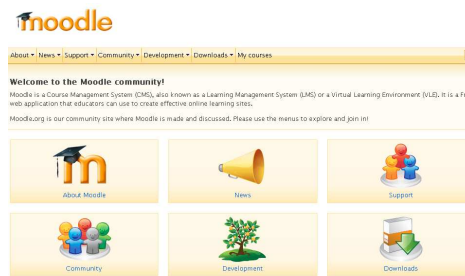 moodle
About News Support Community Development Downloads My courses
Welcome to the Moodle community!
Moodle is a Course Management System (CMS), also known as a Learning Management System (LMS) or a Virtual Learning Environment (VLE). It is a
web application that educators can use to create effective online learning sites.
Moodle.org is our community site where Moodle is made and discussed. Please use the menus to explore and join in!
m
About Moodle News Support
Community Development Downloads